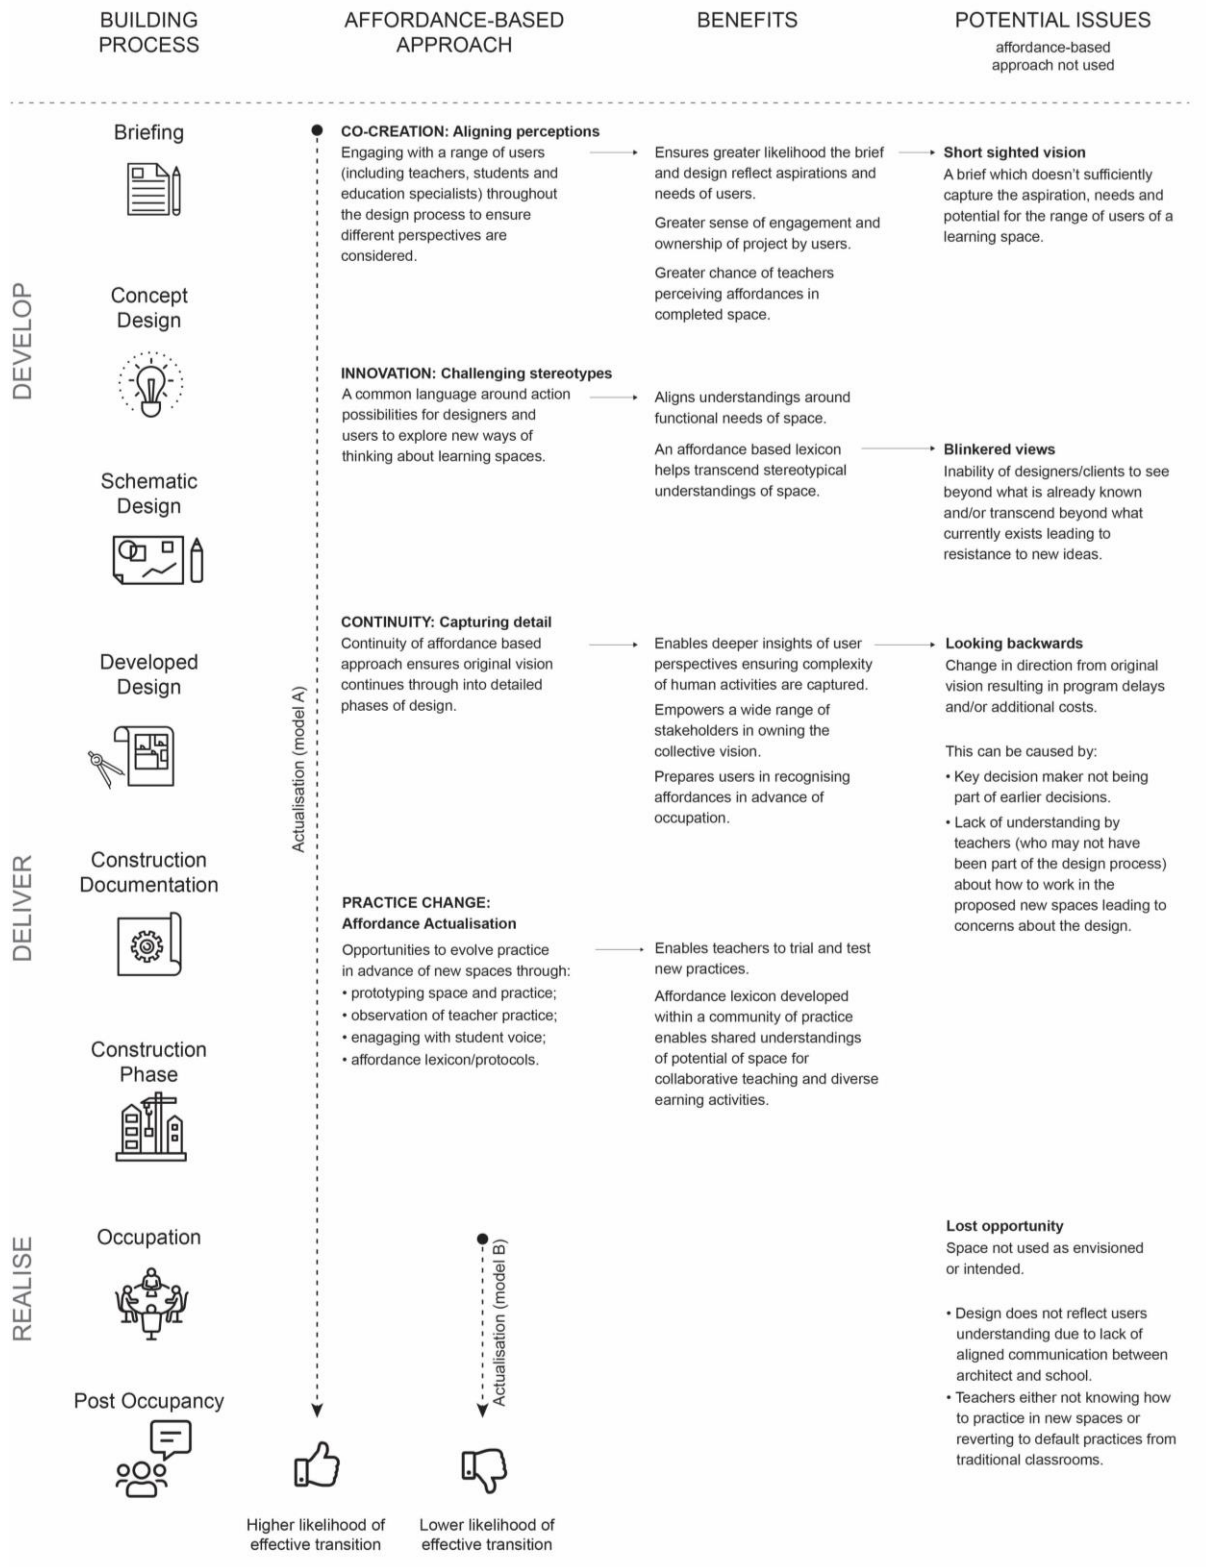 BUILDING
PROCESS
AFFORDANCE-BASED
APPROACH
BENEFITS
POTENTIAL ISSUES
affordance-based
approach not used
DEVELOP
DELIVER
REALISE
Briefing
Concept
Design
Schematic
Design
Developed
Design
Construction
Documentation
Construction
Phase
Occupation
Post Occupancy
Actualisation (model A)
CO-CREATION: Aligning perceptions
Engaging with a range of users
(including teachers, students and
education specialists) throughout
the design process to ensure
different perspectives are
considered.
Ensures greater likelihood the brief
and design reflect aspirations and
needs of users.
Greater sense of engagement and
ownership of project by users.
Greater chance of teachers
perceiving affordances in
completed space.
Short sighted vision
A brief which doesn't sufficiently
capture the aspiration, needs and
potential for the range of users of a
learning space.
INNOVATION: Challenging stereotypes
A common language around action
possibilities for designers and
users to explore new ways of
thinking about learning spaces.
Aligns understandings around
functional needs of space.
An affordance based lexicon
helps transcend stereotypical
understandings of space.
Blinkered views
Inability of designers/clients to see
beyond what is already known
and/or transcend beyond what
currently exists leading to
resistance to new ideas.
CONTINUITY: Capturing detail
Continuity of affordance based
approach ensures original vision
continues through into detailed
phases of design.
Enables deeper insights of user
perspectives ensuring complexity
of human activities are captured.
Empowers a wide range of
stakeholders in owning the
collective vision.
Prepares users in recognising
affordances in advance of
occupation.
Looking backwards
Change in direction from original
vision resulting in program delays
and/or additional costs.
This can be caused by:
• Key decision maker not being
part of earlier decisions.
• Lack of understanding by
teachers (who may not have
been part of the design process)
about how to work in the
proposed new spaces leading to
concerns about the design.
PRACTICE CHANGE:
Affordance Actualisation
Opportunities to evolve practice
in advance of new spaces through:
• prototyping space and practice;
• observation of teacher practice;
• enagaging with student voice;
• affordance lexicon/protocols.
Enables teachers to trial and test
new practices.
Affordance lexicon developed
within a community of practice
enables shared understandings
of potential of space for
collaborative teaching and diverse
earning activities.
Actualisation (model B)
Lost opportunity
Space not used as envisioned
or intended.
• Design does not reflect users
understanding due to lack of
aligned communication between
architect and school.
• Teachers either not knowing how
to practice in new spaces or
reverting to default practices from
traditional classrooms.
Higher likelihood of
effective transition
Lower likelihood of
effective transition